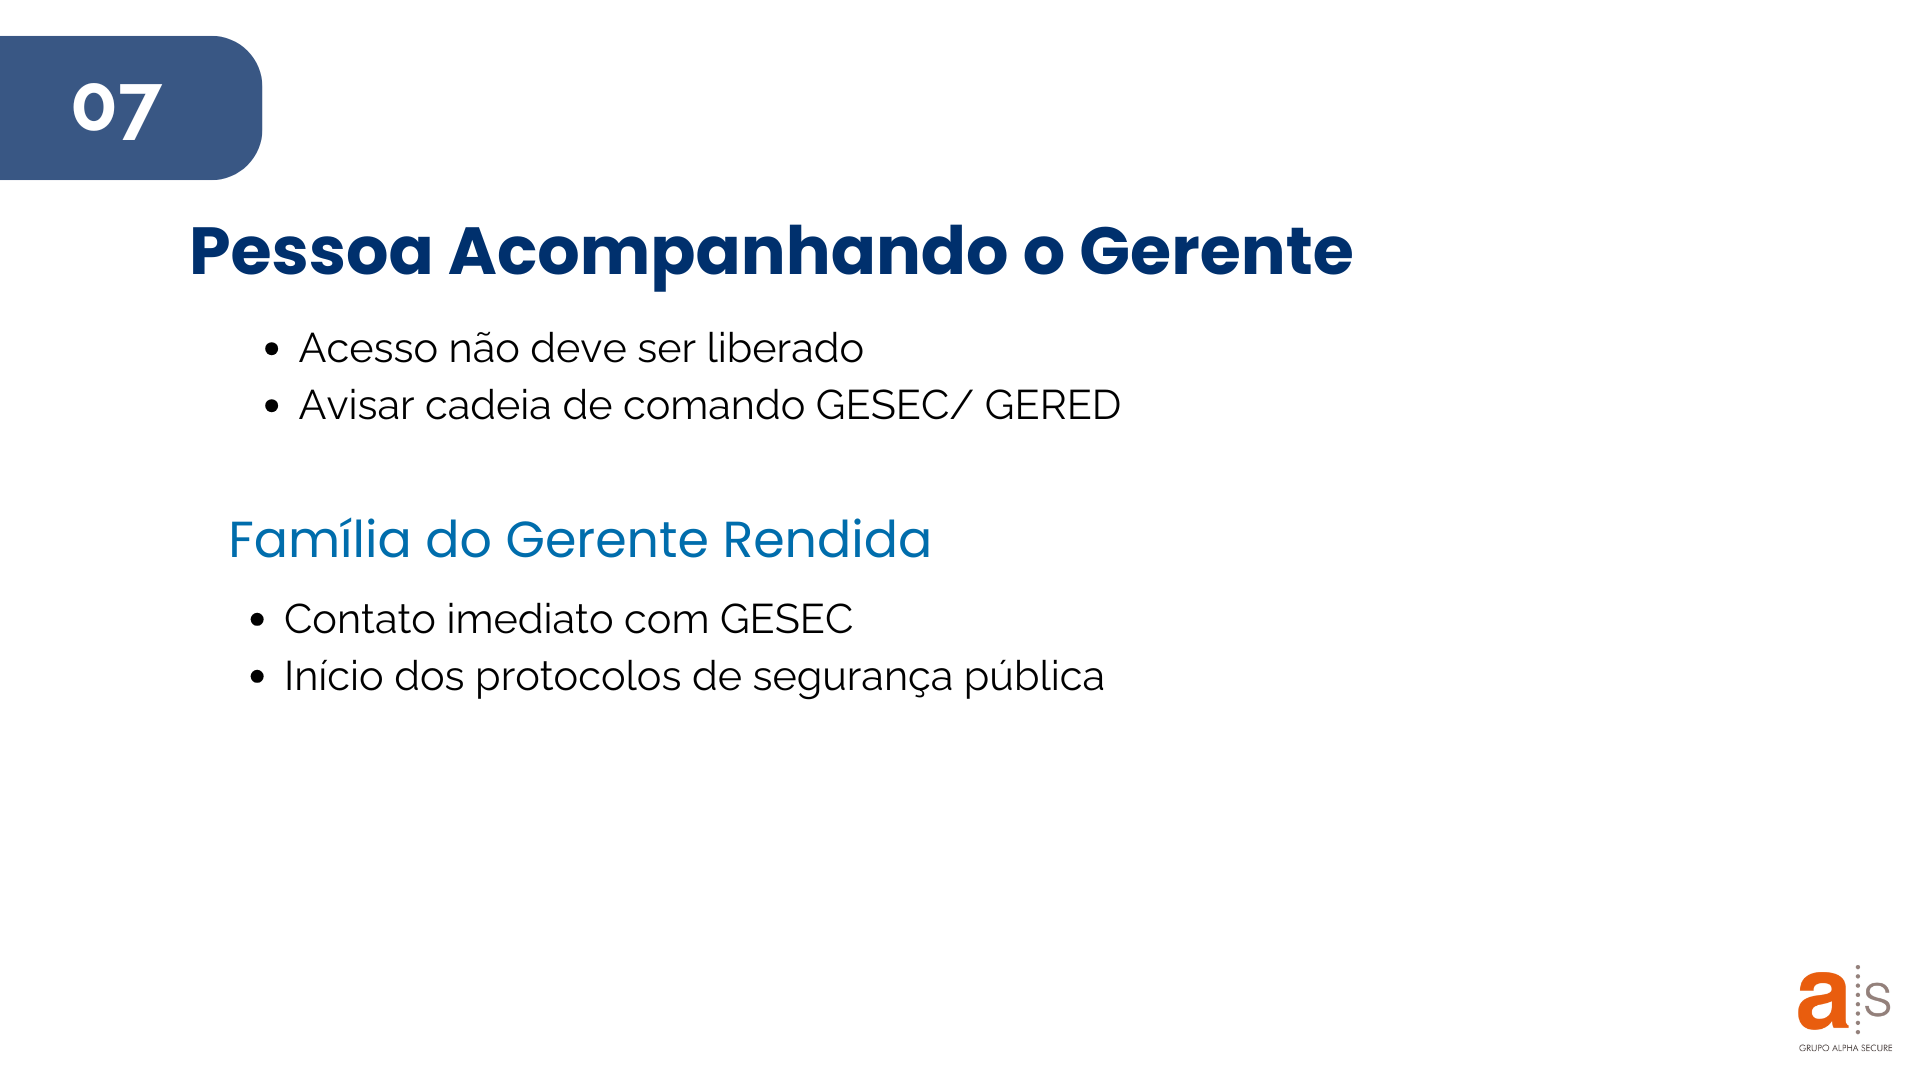 07
Pessoa Acompanhando o Gerente
• Acesso não deve ser liberado
• Avisar cadeia de comando GESEC/ GERED
Família do Gerente Rendida
• Contato imediato com GESEC
• Início dos protocolos de segurança pública
a s
GRUPO ALPHA SECURE